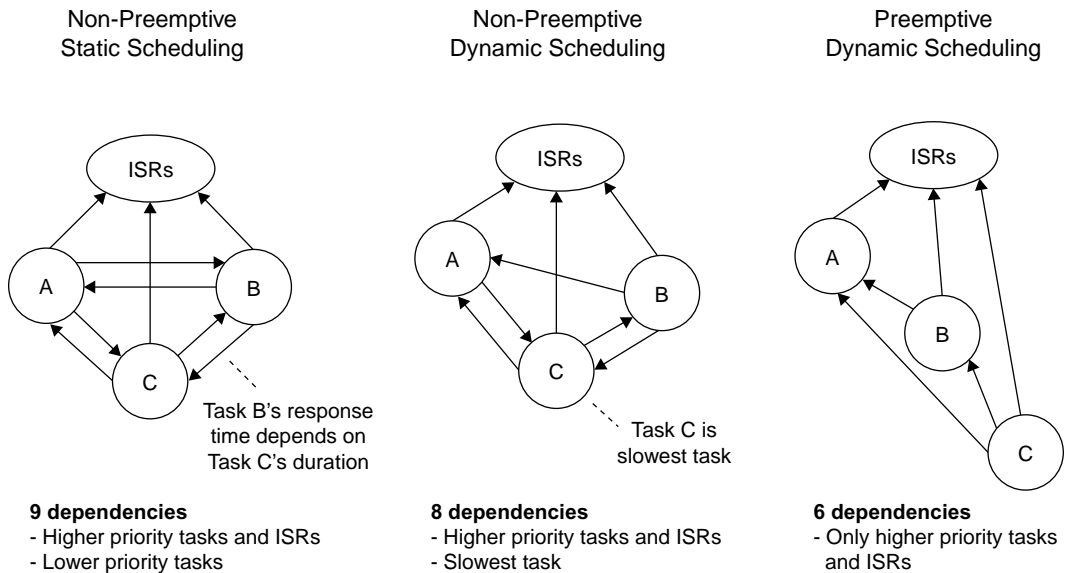 Non-Preemptive
Static Scheduling
ISRs
A
B
C
Task B's response
time depends on
Task C's duration
9 dependencies
- Higher priority tasks and ISRs
- Lower priority tasks
Non-Preemptive
Dynamic Scheduling
ISRs
A
B
C
Task C is
slowest task
8 dependencies
- Higher priority tasks and ISRs
- Slowest task
Preemptive
Dynamic Scheduling
ISRs
A
B
C
6 dependencies
- Only higher priority tasks
and ISRs